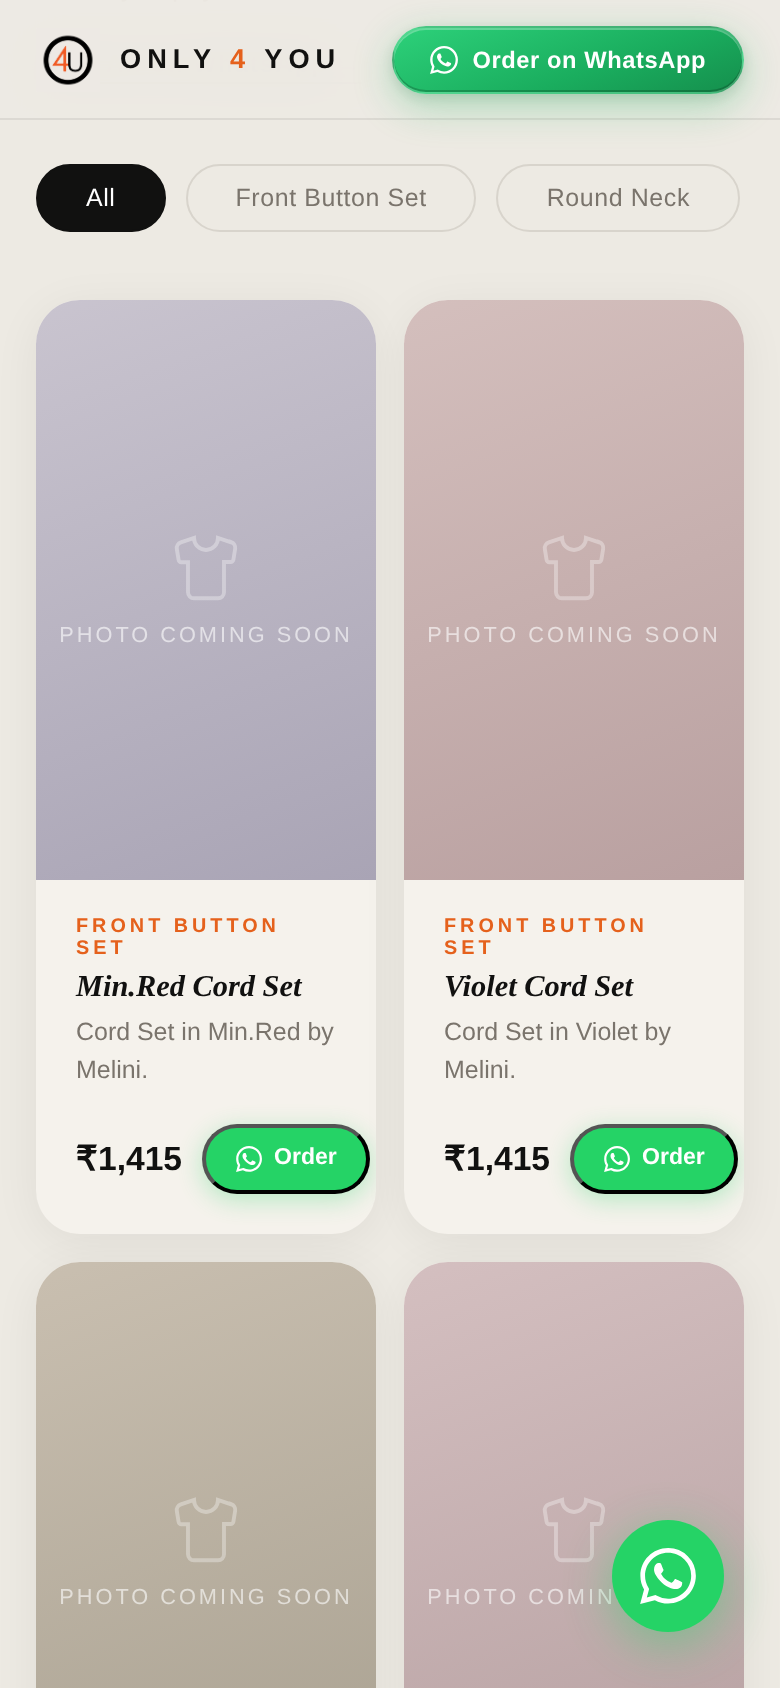 4U ONLY 4 YOU
Order on WhatsApp
All
Front Button Set
Round Neck
PHOTO COMING SOON
PHOTO COMING SOON
FRONT BUTTON
SET
Min.Red Cord Set
Cord Set in Min.Red by
Melini.
₹1,415
Order
FRONT BUTTON
SET
Violet Cord Set
Cord Set in Violet by
Melini.
₹1,415
Order
PHOTO COMING SOON
PHOTO COMIN